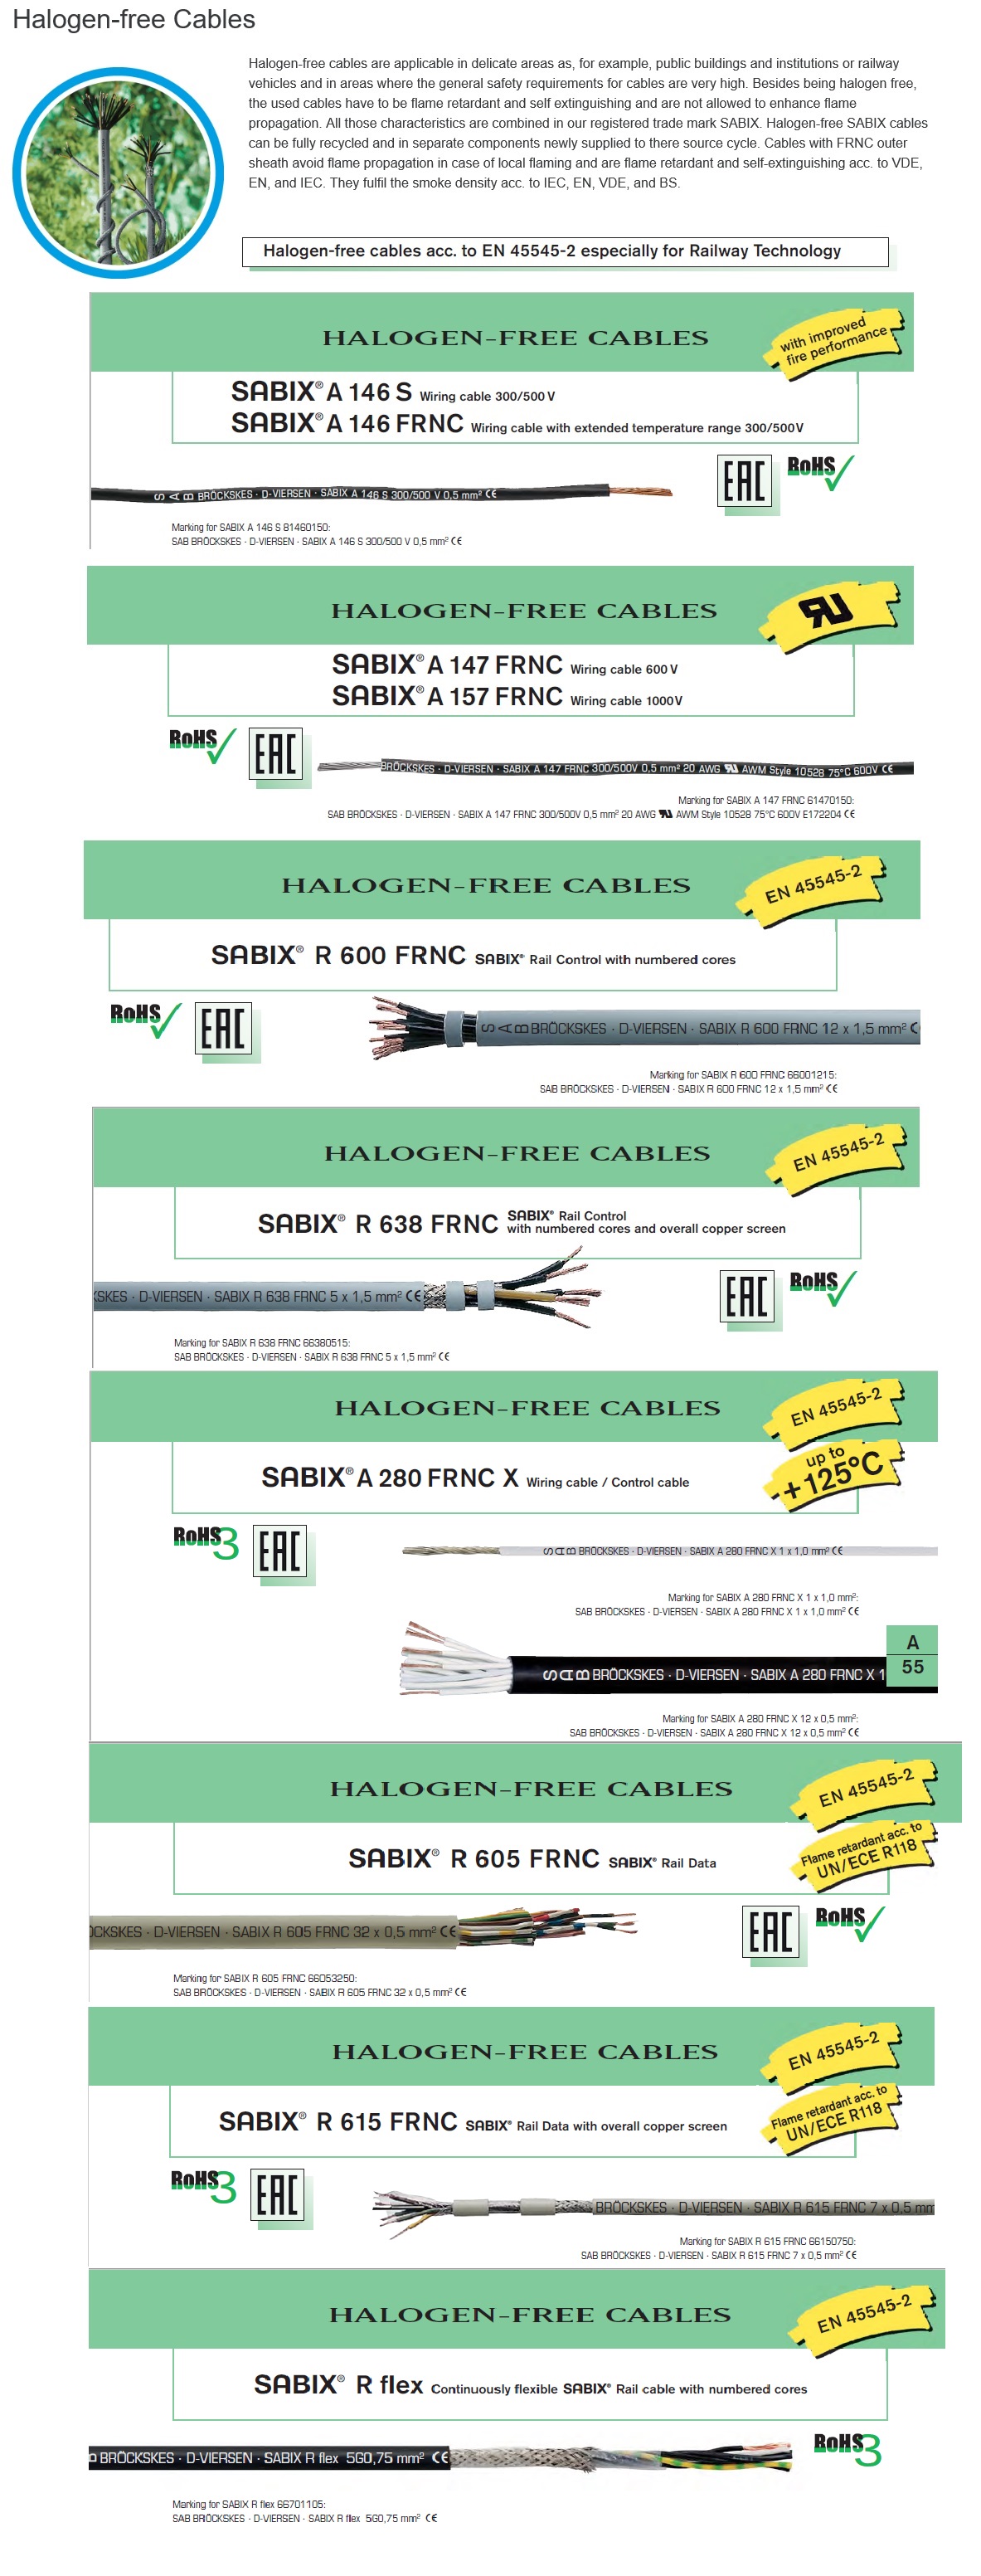 Halogen-free Cables
Halogen-free cables are applicable in delicate areas as, for example, public buildings and institutions or railway
vehicles and in areas where the general safety requirements for cables are very high. Besides being halogen free,
the used cables have to be flame retardant and self extinguishing and are not allowed to enhance flame
propagation. All those characteristics are combined in our registered trade mark SABIX. Halogen-free SABIX cables
can be fully recycled and in separate components newly supplied to there source cycle. Cables with FRNC outer
sheath avoid flame propagation in case of local flaming and are flame retardant and self-extinguishing acc. to VDE,
EN, and IEC. They fulfil the smoke density acc. to IEC, EN, VDE, and BS.
Halogen-free cables acc. to EN 45545-2 especially for Railway Technology
HALOGEN-FREE CABLES
with improved
fire performance
SABIX® A 146 S Wiring cable 300/500 V
SABIX® A 146 FRNC Wiring cable with extended temperature range 300/500V
EAC RoHS
SAB BRÖCKSKES · D-VIERSEN · SABIX A 146 S 300/500 V 0,5 mm² CE
Marking for SABIX A 146 S 81460150:
SAB BRÖCKSKES · D-VIERSEN · SABIX A 146 S 300/500 V 0,5 mm² CE
HALOGEN-FREE CABLES
RU
SABIX® A 147 FRNC Wiring cable 600 V
SABIX® A 157 FRNC Wiring cable 1000 V
RoHS EAC
BRÖCKSKES · D-VIERSEN · SABIX A 147 FRNC 300/500V 0,5 mm² 20 AWG RU AWM Style 10528 75°C 600V CE
Marking for SABIX A 147 FRNC 61470150:
SAB BRÖCKSKES · D-VIERSEN · SABIX A 147 FRNC 300/500V 0,5 mm² 20 AWG RU AWM Style 10528 75°C 600V E172204 CE
HALOGEN-FREE CABLES
EN 45545-2
SABIX® R 600 FRNC SABIX® Rail Control with numbered cores
RoHS EAC
SAB BRÖCKSKES · D-VIERSEN · SABIX R 600 FRNC 12 x 1,5 mm² C
Marking for SABIX R 600 FRNC 66001215:
SAB BRÖCKSKES · D-VIERSEN · SABIX R 600 FRNC 12 x 1,5 mm² CE
HALOGEN-FREE CABLES
EN 45545-2
SABIX® R 638 FRNC SABIX® Rail Control
with numbered cores and overall copper screen
KSKES · D-VIERSEN · SABIX R 638 FRNC 5 x 1,5 mm² CE
EAC RoHS
Marking for SABIX R 638 FRNC 66380515:
SAB BRÖCKSKES · D-VIERSEN · SABIX R 638 FRNC 5 x 1,5 mm² CE
HALOGEN-FREE CABLES
EN 45545-2
up to
+125°C
SABIX® A 280 FRNC X Wiring cable / Control cable
RoHS3 EAC
SAB BRÖCKSKES · D-VIERSEN · SABIX A 280 FRNC X 1 x 1,0 mm² CE
Marking for SABIX A 280 FRNC X 1 x 1,0 mm²:
SAB BRÖCKSKES · D-VIERSEN · SABIX A 280 FRNC X 1 x 1,0 mm² CE
A
55
SAB BRÖCKSKES · D-VIERSEN · SABIX A 280 FRNC X 1
Marking for SABIX A 280 FRNC X 12 x 0,5 mm²:
SAB BRÖCKSKES · D-VIERSEN · SABIX A 280 FRNC X 12 x 0,5 mm² CE
HALOGEN-FREE CABLES
EN 45545-2
Flame retardant acc. to
UN/ECE R118
SABIX® R 605 FRNC SABIX® Rail Data
ÖCKSKES · D-VIERSEN · SABIX R 605 FRNC 32 x 0,5 mm² CE
EAC RoHS
Marking for SABIX R 605 FRNC 66053250:
SAB BRÖCKSKES · D-VIERSEN · SABIX R 605 FRNC 32 x 0,5 mm² CE
HALOGEN-FREE CABLES
EN 45545-2
Flame retardant acc. to
UN/ECE R118
SABIX® R 615 FRNC SABIX® Rail Data with overall copper screen
RoHS3 EAC
BRÖCKSKES · D-VIERSEN · SABIX R 615 FRNC 7 x 0,5 mm
Marking for SABIX R 615 FRNC 66150750:
SAB BRÖCKSKES · D-VIERSEN · SABIX R 615 FRNC 7 x 0,5 mm² CE
HALOGEN-FREE CABLES
EN 45545-2
SABIX® R flex Continuously flexible SABIX® Rail cable with numbered cores
BRÖCKSKES · D-VIERSEN · SABIX R flex 5G0,75 mm² CE
RoHS3
Marking for SABIX R flex 66701105:
SAB BRÖCKSKES · D-VIERSEN · SABIX R flex 5G0,75 mm² CE